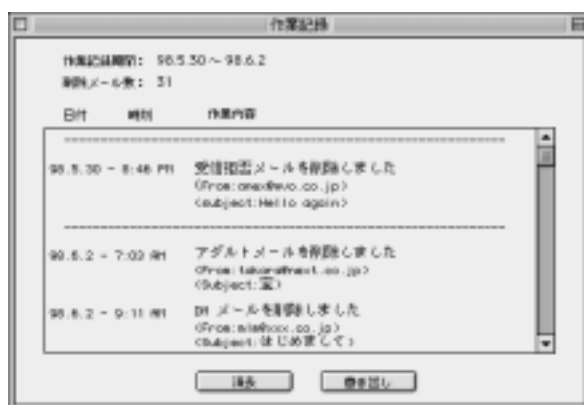 作業記録
作業記録期間: 98.5.30 ~ 98.6.2
削除メール数: 31
日付 時刻 作業内容
98.5.30 - 8:46 PM 受信拒否メールを削除しました
(subject:Hello again)
98.6.2 - 7:03 AM アダルトメールを削除しました
(Subject:宝)
98.6.2 - 9:11 AM DM メールを削除しました
(Subject:はじめまして)
消去 書き出し